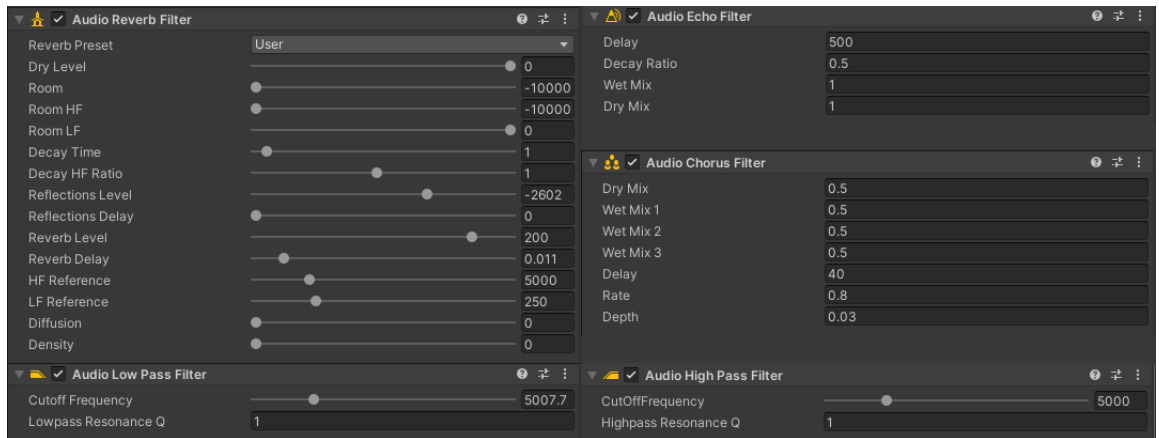 Audio Reverb Filter
Reverb Preset User
Dry Level 0
Room -10000
Room HF -10000
Room LF 0
Decay Time 1
Decay HF Ratio 1
Reflections Level -2602
Reflections Delay 0
Reverb Level 200
Reverb Delay 0.011
HF Reference 5000
LF Reference 250
Diffusion 0
Density 0
Audio Low Pass Filter
Cutoff Frequency 5007.7
Lowpass Resonance Q 1
Audio Echo Filter
Delay 500
Decay Ratio 0.5
Wet Mix 1
Dry Mix 1
Audio Chorus Filter
Dry Mix 0.5
Wet Mix 1 0.5
Wet Mix 2 0.5
Wet Mix 3 0.5
Delay 40
Rate 0.8
Depth 0.03
Audio High Pass Filter
CutOffFrequency 5000
Highpass Resonance Q 1